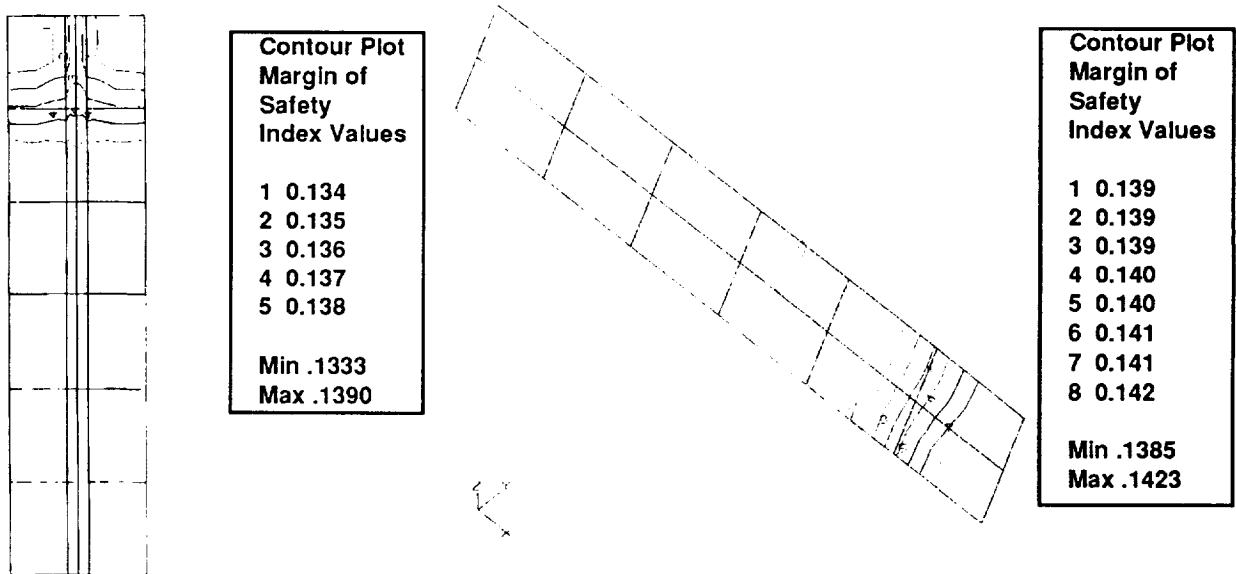 Contour Plot
Margin of
Safety
Index Values
1 0.134
2 0.135
3 0.136
4 0.137
5 0.138
Min .1333
Max .1390
Contour Plot
Margin of
Safety
Index Values
1 0.139
2 0.139
3 0.139
4 0.140
5 0.140
6 0.141
7 0.141
8 0.142
Min .1385
Max .1423